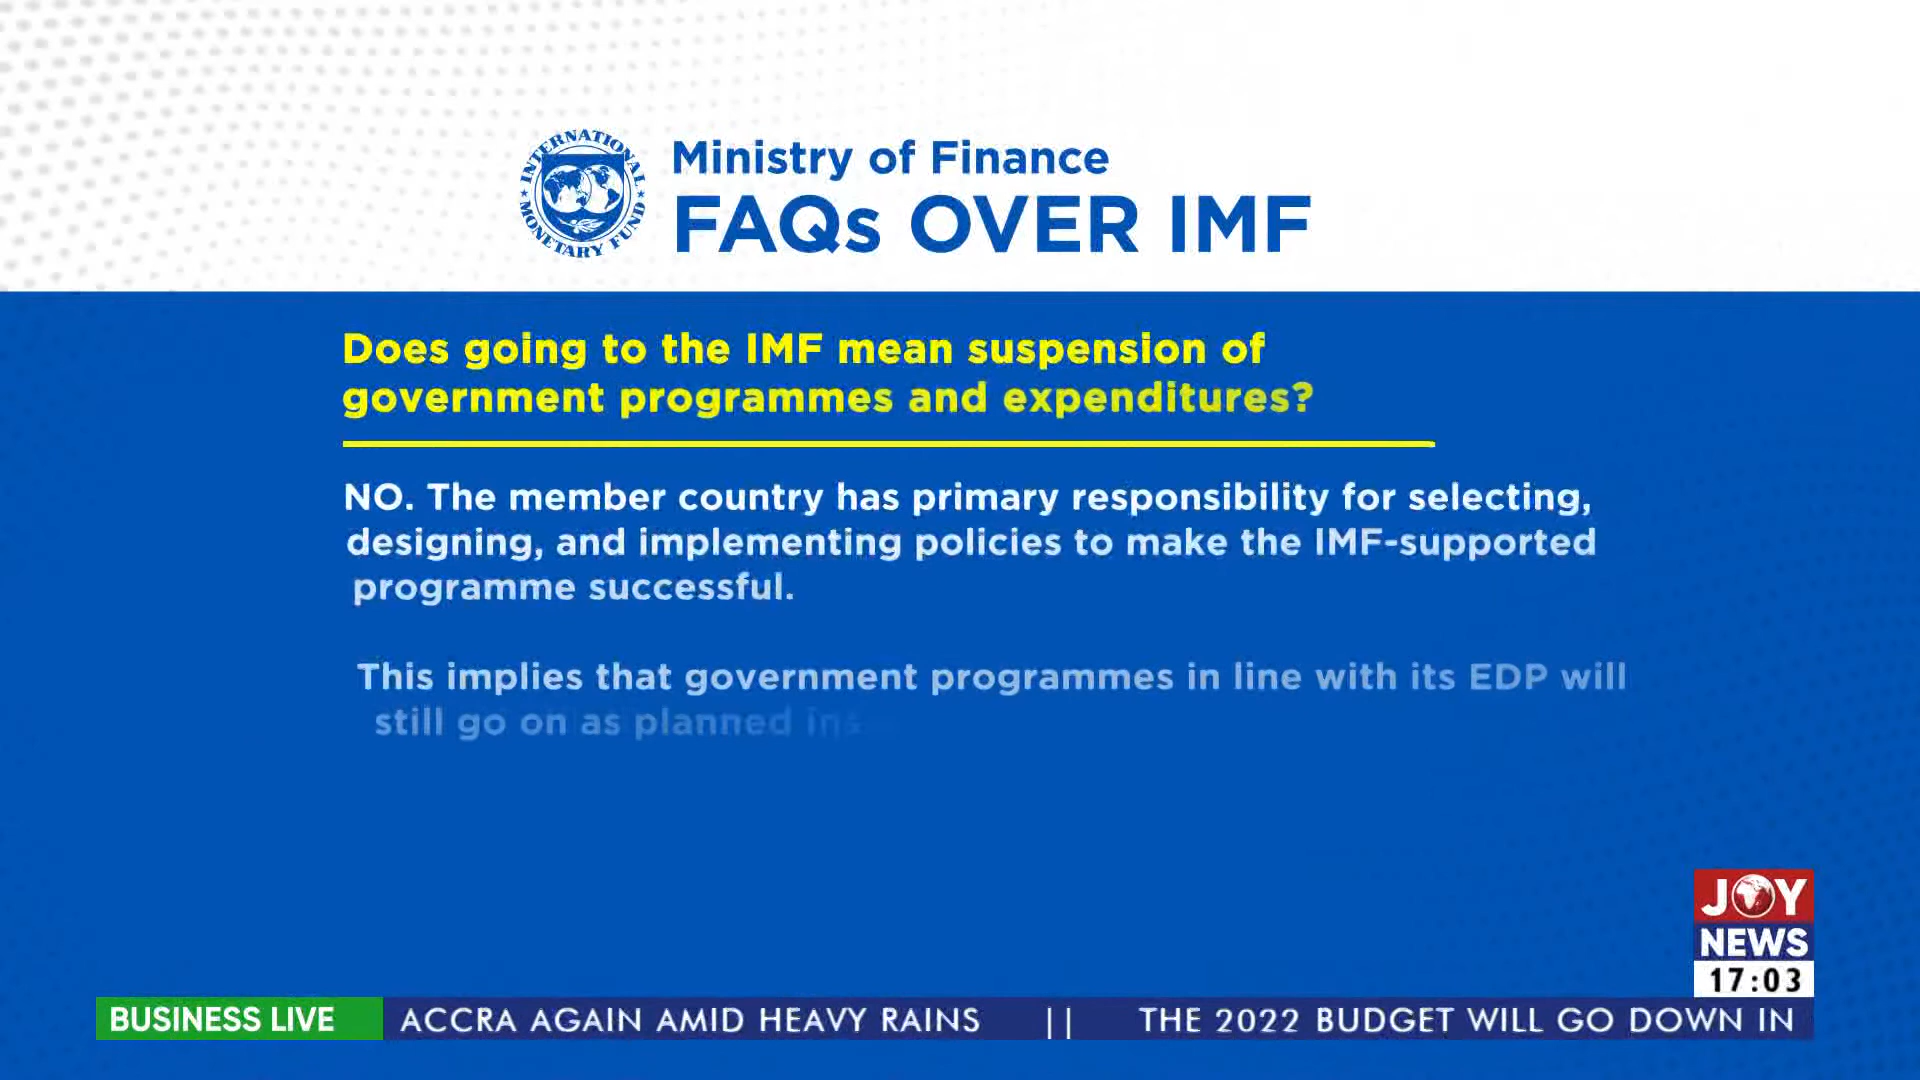 INTERNATIONAL MONETARY FUND
Ministry of Finance
FAQs OVER IMF
Does going to the IMF mean suspension of
government programmes and expenditures?
NO. The member country has primary responsibility for selecting,
designing, and implementing policies to make the IMF-supported
programme successful.
This implies that government programmes in line with its EDP will
still go on as planned
JOY
NEWS
17:03
BUSINESS LIVE
ACCRA AGAIN AMID HEAVY RAINS || THE 2022 BUDGET WILL GO DOWN IN